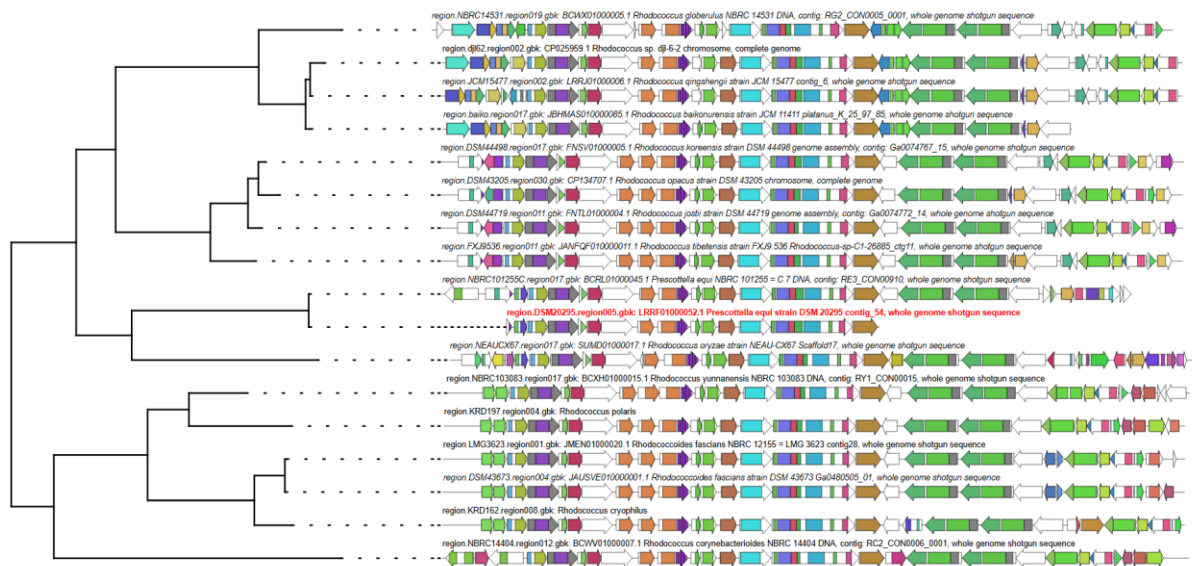 region.NBRC14531.region019.gbk: BCWX01000005.1 Rhodococcus globerulus NBRC 14531 DNA, contig: RG2_CON0005_0001, whole genome shotgun sequence
region.djl62.region002.gbk: CP025959.1 Rhodococcus sp. djl-6-2 chromosome, complete genome
region.JCM15477.region002.gbk: LRRJ01000006.1 Rhodococcus qingshengii strain JCM 15477 contig_6, whole genome shotgun sequence
region.baiko.region017.gbk: JBHMAS010000085.1 Rhodococcus baikonurensis strain JCM 11411 platanus_K_25_97_85, whole genome shotgun sequence
region.DSM44498.region017.gbk: FNSV01000005.1 Rhodococcus koreensis strain DSM 44498 genome assembly, contig: Ga0074767_15, whole genome shotgun sequence
region.DSM43205.region030.gbk: CP134707.1 Rhodococcus opacus strain DSM 43205 chromosome, complete genome
region.DSM44719.region011.gbk: FNTL01000004.1 Rhodococcus jostii strain DSM 44719 genome assembly, contig: Ga0074772_14, whole genome shotgun sequence
region.FXJ9536.region011.gbk: JANFQF010000011.1 Rhodococcus tibetensis strain FXJ9.536 Rhodococcus-sp-C1-26885_ctg11, whole genome shotgun sequence
region.NBRC101255C.region017.gbk: BCRL01000045.1 Prescottella equi NBRC 101255 = C 7 DNA, contig: RE3_CON00910, whole genome shotgun sequence
region.DSM20295.region005.gbk: LRRF01000052.1 Prescottella equi strain DSM 20295 contig_54, whole genome shotgun sequence
region.NEAUCX67.region017.gbk: SUMD01000017.1 Rhodococcus oryzae strain NEAU-CX67 Scaffold17, whole genome shotgun sequence
region.NBRC103083.region017.gbk: BCXH01000015.1 Rhodococcus yunnanensis NBRC 103083 DNA, contig: RY1_CON00015, whole genome shotgun sequence
region.KRD197.region004.gbk: Rhodococcus polaris
region.LMG3623.region001.gbk: JMEN01000020.1 Rhodococcoides fascians NBRC 12155 = LMG 3623 contig28, whole genome shotgun sequence
region.DSM43673.region004.gbk: JAUSVE010000001.1 Rhodococcoides fascians strain DSM 43673 Ga0480505_01, whole genome shotgun sequence
region.KRD162.region008.gbk: Rhodococcus cryophilus
region.NBRC14404.region012.gbk: BCWV01000007.1 Rhodococcus corynebacterioides NBRC 14404 DNA, contig: RC2_CON0006_0001, whole genome shotgun sequence